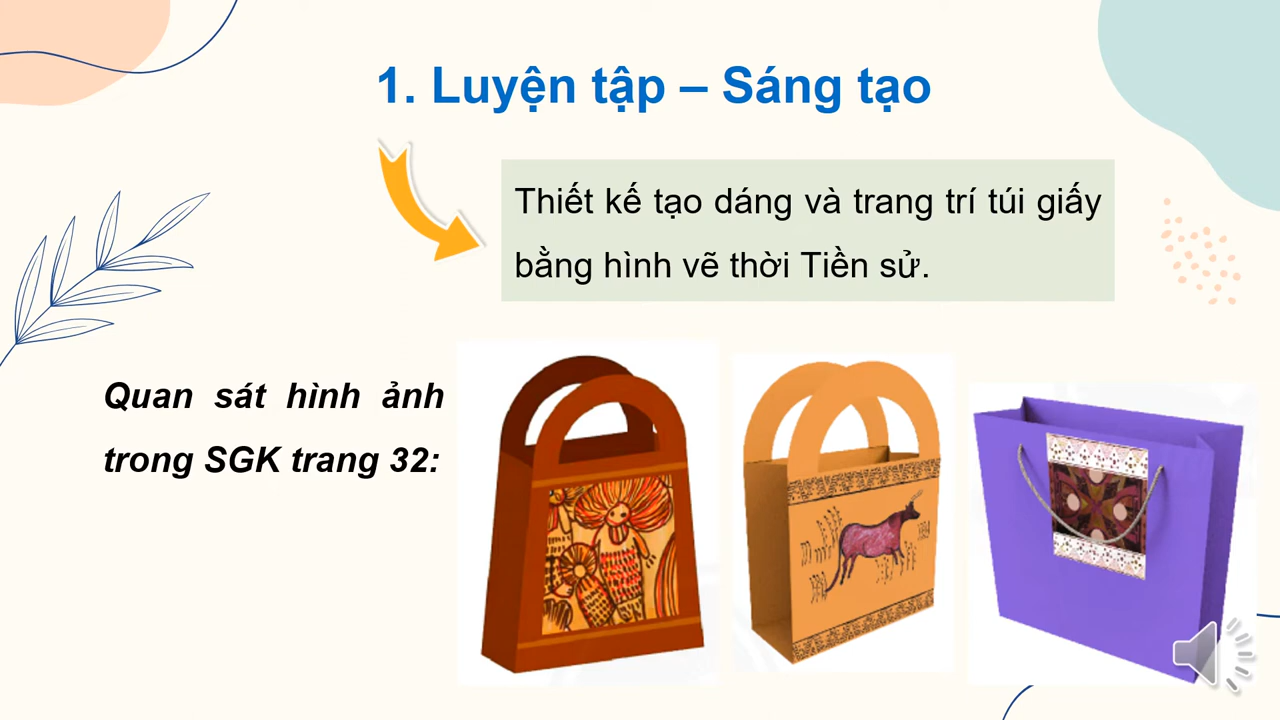 1. Luyện tập – Sáng tạo
Thiết kế tạo dáng và trang trí túi giấy
bằng hình vẽ thời Tiền sử.
Quan sát hình ảnh
trong SGK trang 32: